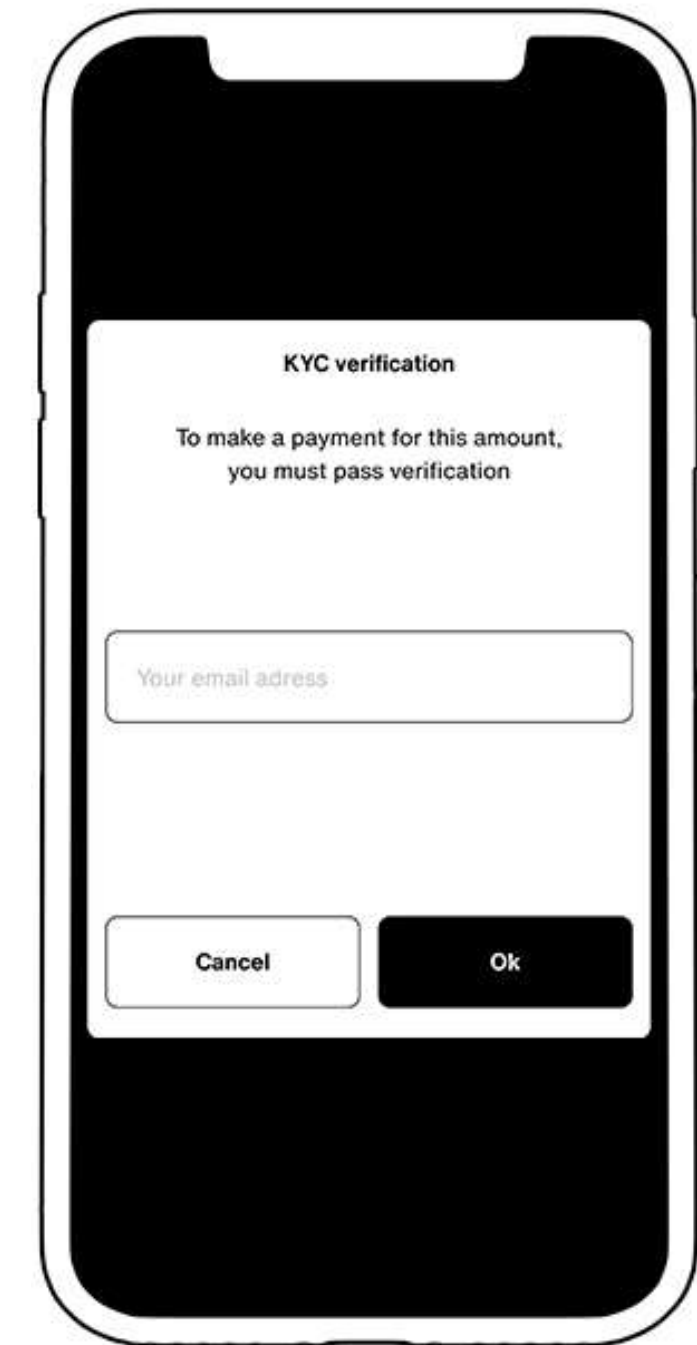 KYC verification
To make a payment for this amount,
you must pass verification
Your email adress
Cancel
Ok